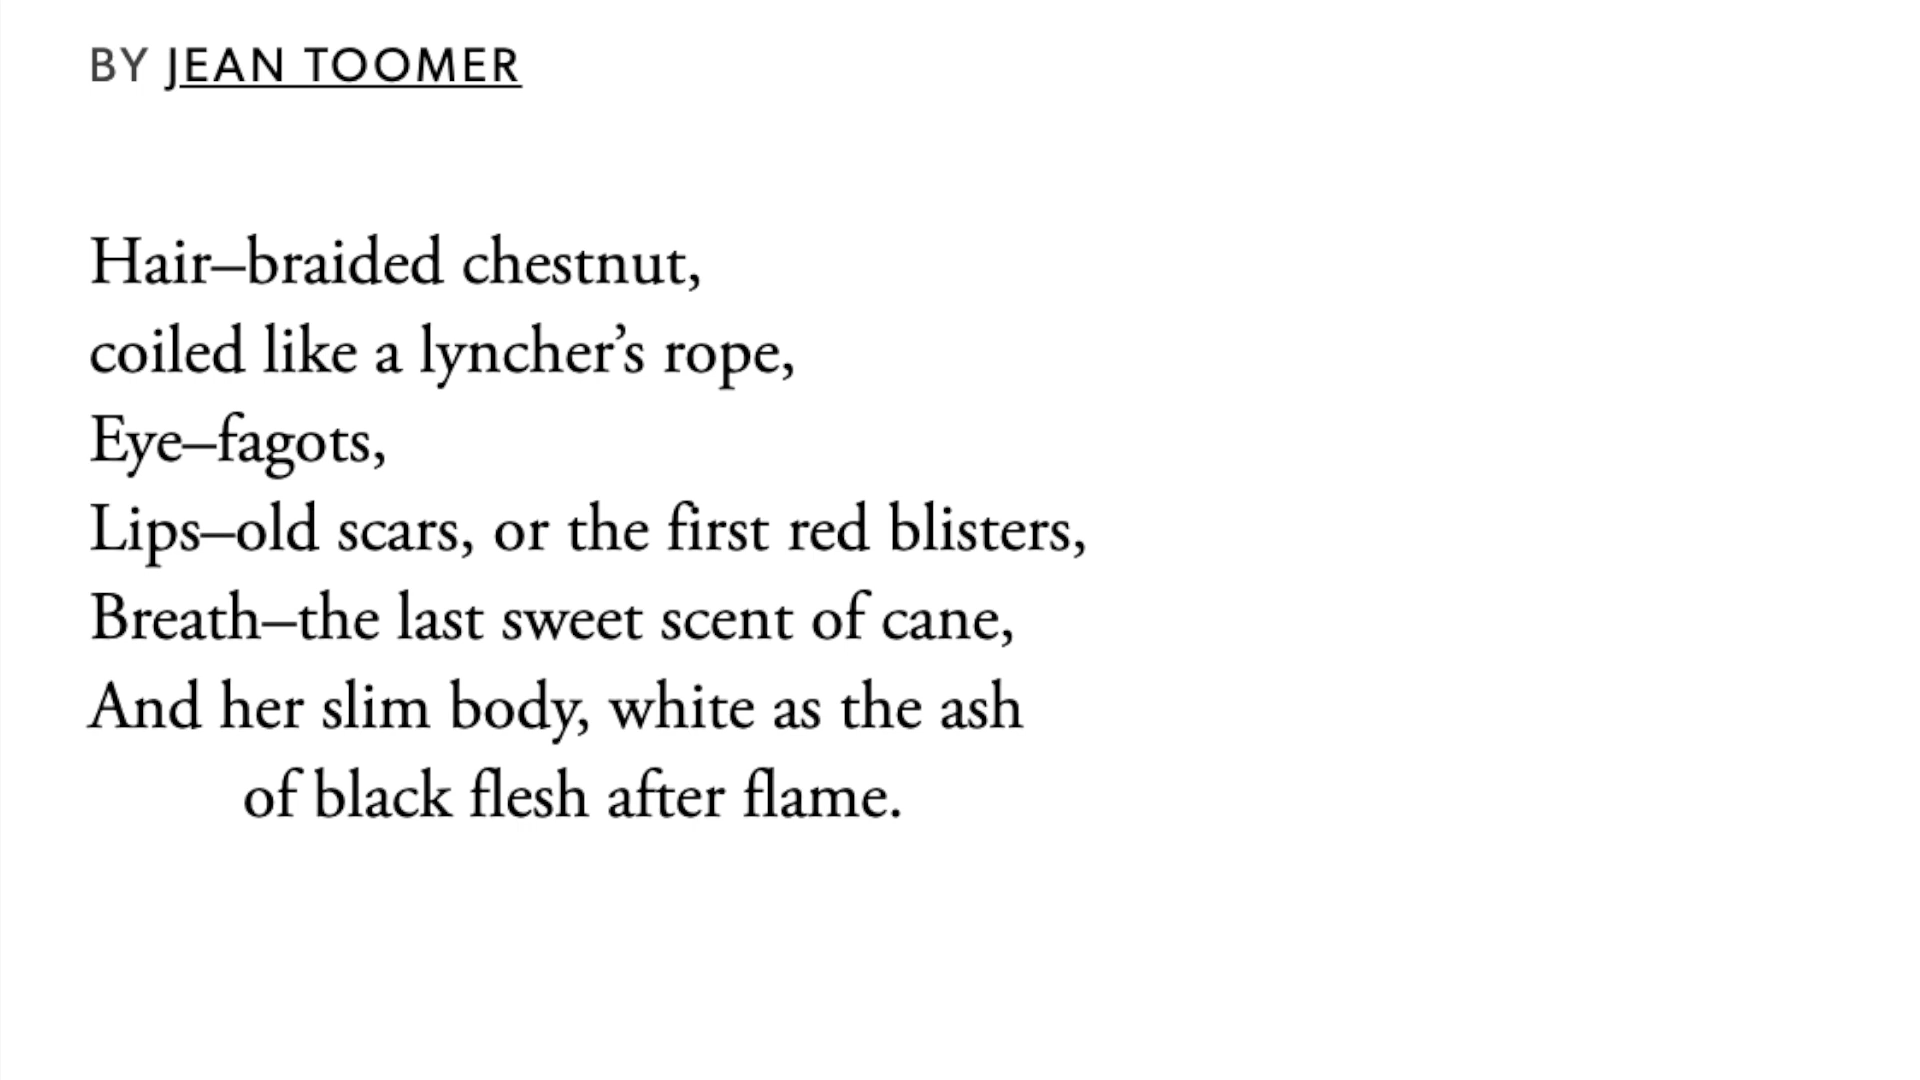 BY JEAN TOOMER
Hair–braided chestnut,
coiled like a lyncher’s rope,
Eye–fagots,
Lips–old scars, or the first red blisters,
Breath–the last sweet scent of cane,
And her slim body, white as the ash
of black flesh after flame.